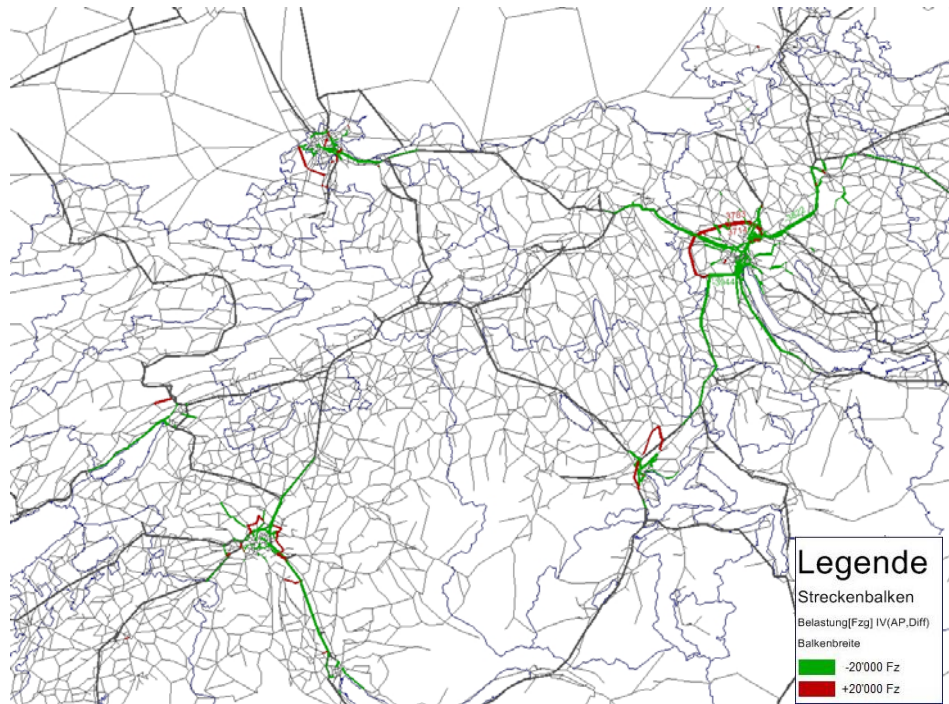 Legende
Streckenbalken
Belastung[Fzg] IV(AP,Diff)
Balkenbreite
-20'000 Fz
+20'000 Fz